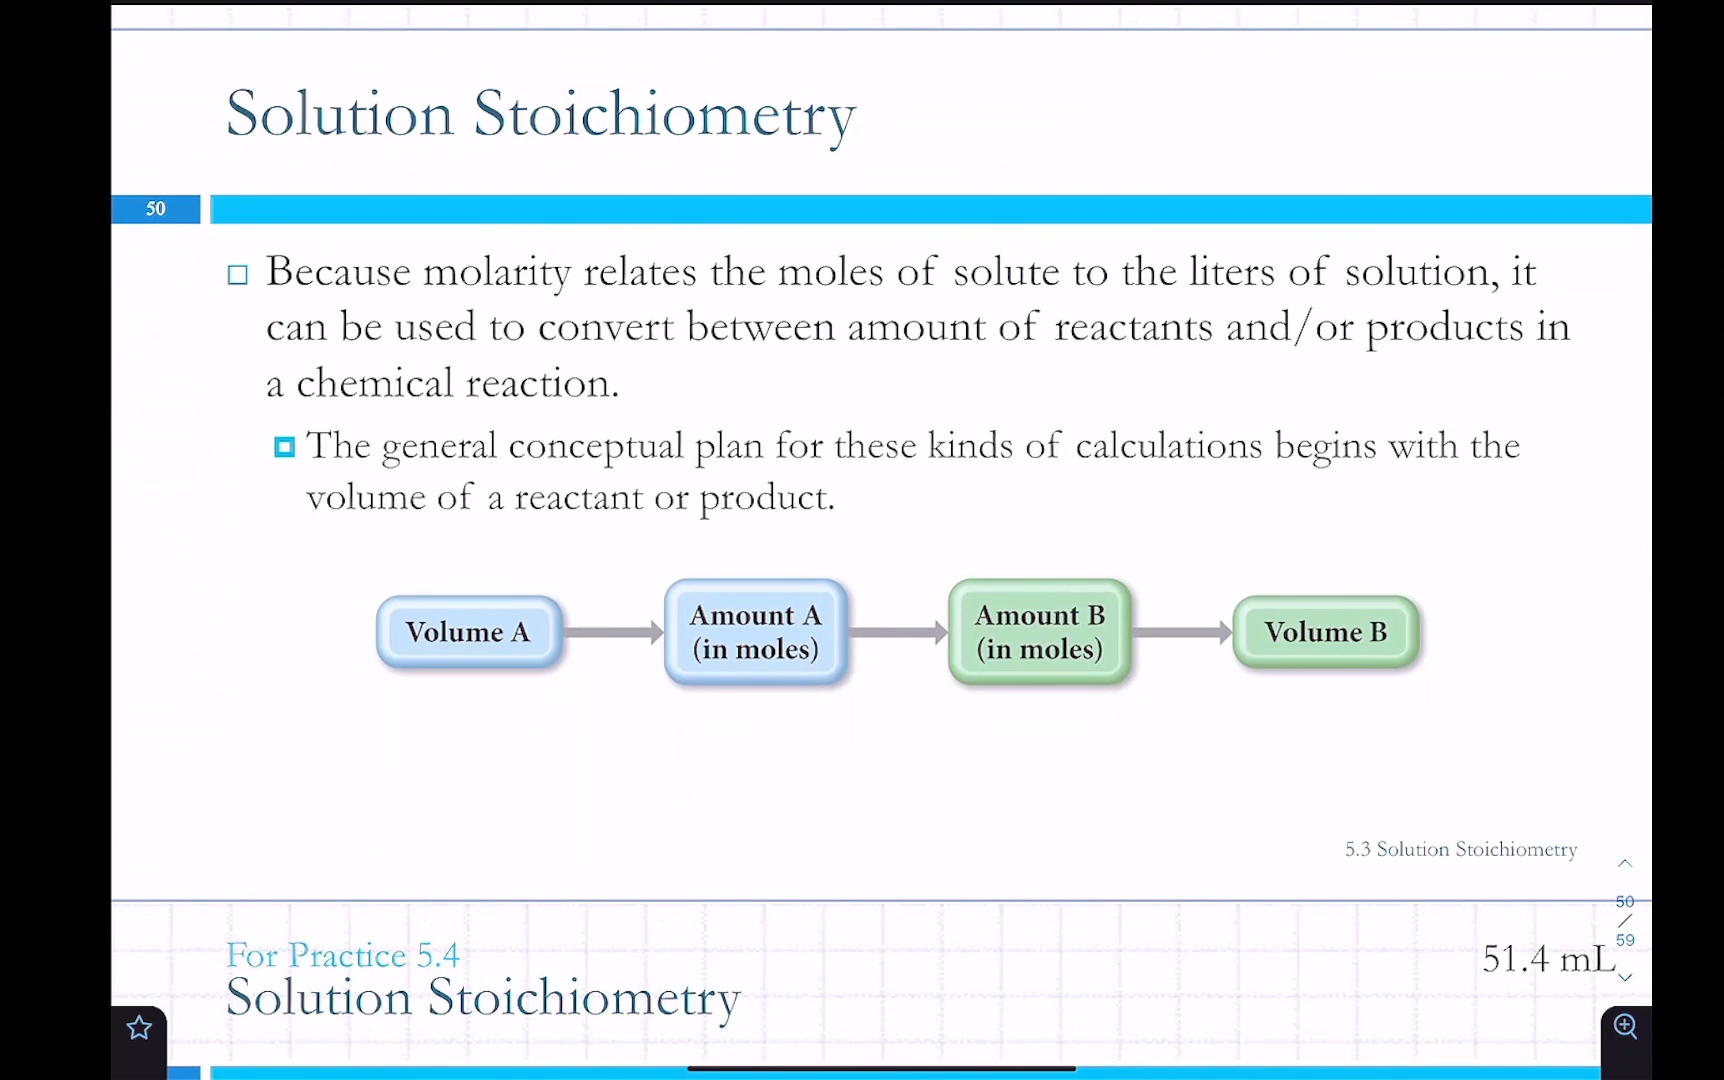 Solution Stoichiometry
50
Because molarity relates the moles of solute to the liters of solution, it
can be used to convert between amount of reactants and/or products in
a chemical reaction.
The general conceptual plan for these kinds of calculations begins with the
volume of a reactant or product.
Volume A
Amount A
(in moles)
Amount B
(in moles)
Volume B
5.3 Solution Stoichiometry
50
/
59
For Practice 5.4
51.4 mL
Solution Stoichiometry